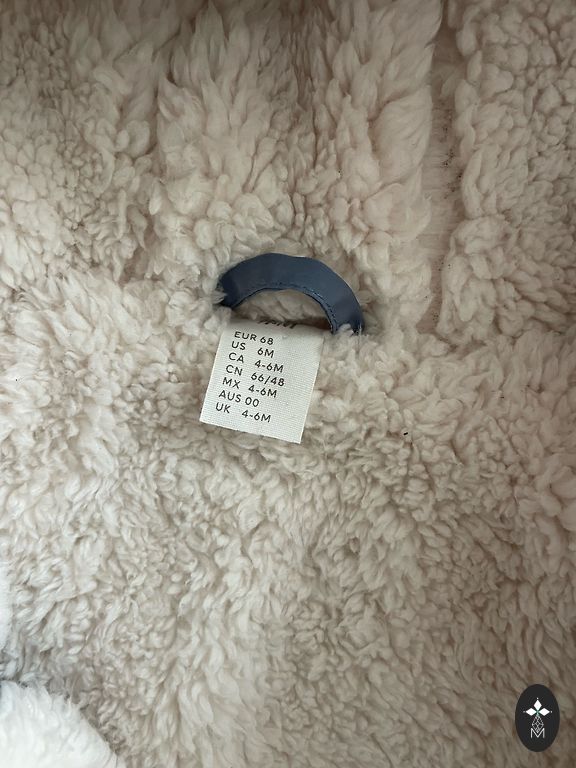 EUR 68
US 6M
CA 4-6M
CN 66/48
MX 4-6M
AUS 00
UK 4-6M